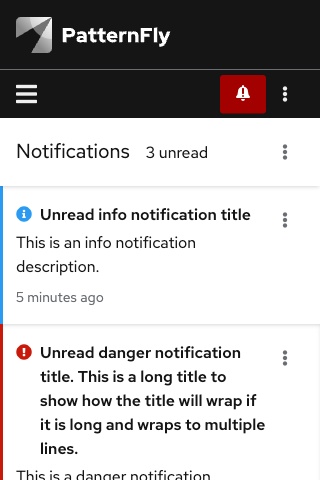 PatternFly
Notifications 3 unread
Unread info notification title
This is an info notification
description.
5 minutes ago
Unread danger notification
title. This is a long title to
show how the title will wrap if
it is long and wraps to multiple
lines.
This is a danger notification